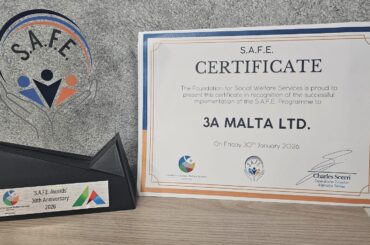 S.A.F.E.
S.A.F.E.
CERTIFICATE
The Foundation for Social Welfare Services is proud to
present this certificate in recognition of the successful
implementation of the S.A.F.E. Programme to
3A MALTA LTD.
On Friday 30th January 2026
Charles Scerri
'S.A.F.E. Awards'
30th Anniversary
2026